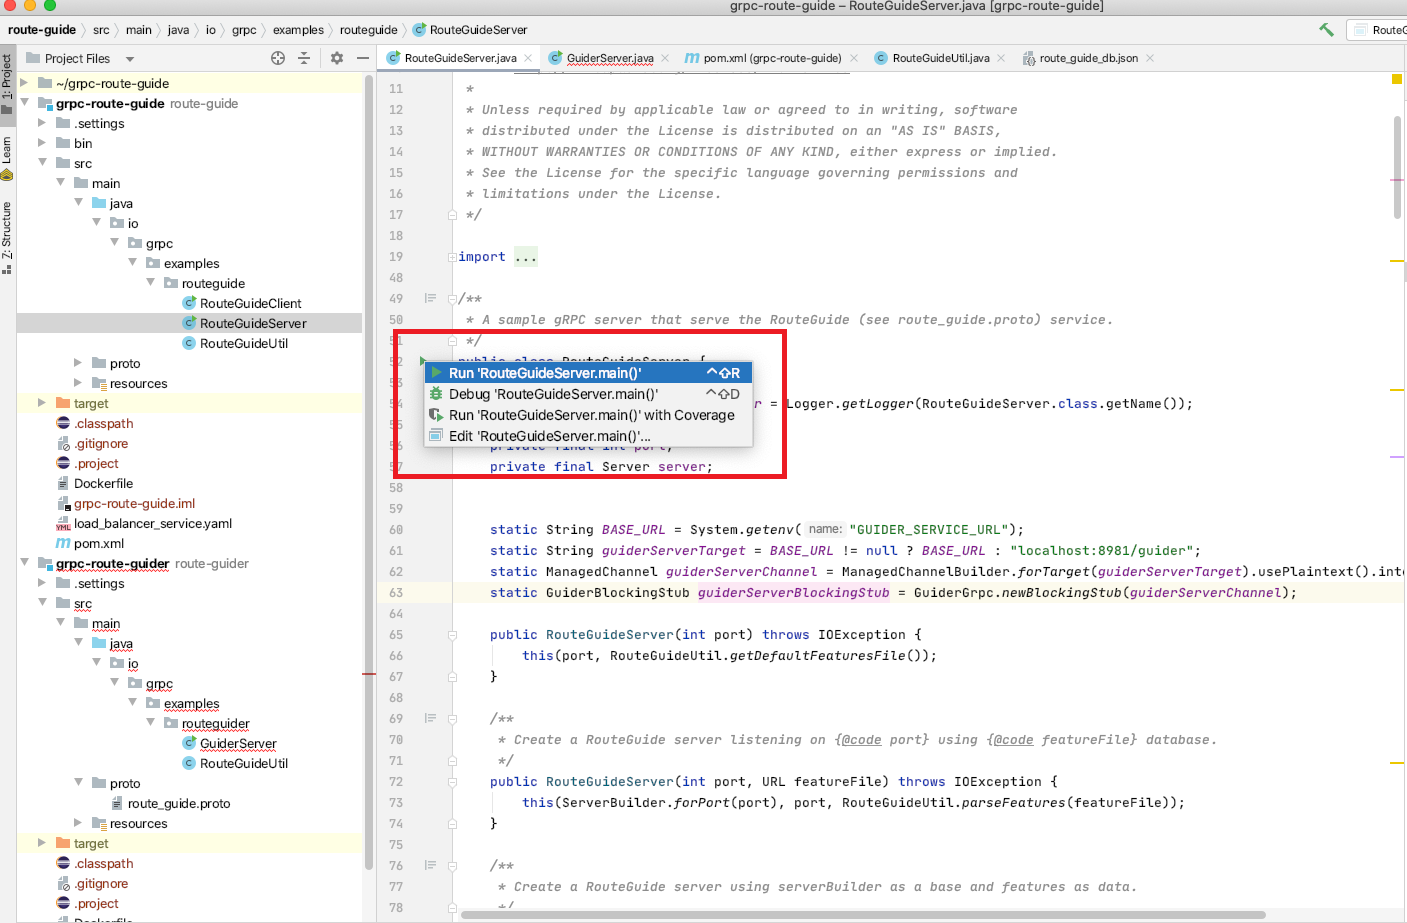 grpc-route-guide – RouteGuideServer.java [grpc-route-guide]
route-guide src main java io grpc examples routeguide RouteGuideServer
RouteG
1: Project
Learn
7: Structure
Project Files
~/grpc-route-guide
grpc-route-guide route-guide
.settings
bin
src
main
java
io
grpc
examples
routeguide
RouteGuideClient
RouteGuideServer
RouteGuideUtil
proto
resources
target
.classpath
.gitignore
.project
Dockerfile
grpc-route-guide.iml
load_balancer_service.yaml
pom.xml
grpc-route-guider route-guider
.settings
src
main
java
io
grpc
examples
routeguider
GuiderServer
RouteGuideUtil
proto
route_guide.proto
resources
target
.classpath
.gitignore
.project
Dockerfile
RouteGuideServer.java GuiderServer.java pom.xml (grpc-route-guide) RouteGuideUtil.java route_guide_db.json
11 *
12 * Unless required by applicable law or agreed to in writing, software
13 * distributed under the License is distributed on an "AS IS" BASIS,
14 * WITHOUT WARRANTIES OR CONDITIONS OF ANY KIND, either express or implied.
15 * See the License for the specific language governing permissions and
16 * limitations under the License.
17 */
18
19 import ...
48
49 /**
50 * A sample gRPC server that serve the RouteGuide (see route_guide.proto) service.
51 */
52 public class RouteGuideServer {
Run 'RouteGuideServer.main()' ^⇧R
Debug 'RouteGuideServer.main()' ^⇧D
Run 'RouteGuideServer.main()' with Coverage
Edit 'RouteGuideServer.main()'...
53
54 r = Logger.getLogger(RouteGuideServer.class.getName());
55
56 private final int port;
57 private final Server server;
58
59
60 static String BASE_URL = System.getenv( name: "GUIDER_SERVICE_URL");
61 static String guiderServerTarget = BASE_URL != null ? BASE_URL : "localhost:8981/guider";
62 static ManagedChannel guiderServerChannel = ManagedChannelBuilder.forTarget(guiderServerTarget).usePlaintext().inte
63 static GuiderBlockingStub guiderServerBlockingStub = GuiderGrpc.newBlockingStub(guiderServerChannel);
64
65 public RouteGuideServer(int port) throws IOException {
66 this(port, RouteGuideUtil.getDefaultFeaturesFile());
67 }
68
69 /**
70 * Create a RouteGuide server listening on {@code port} using {@code featureFile} database.
71 */
72 public RouteGuideServer(int port, URL featureFile) throws IOException {
73 this(ServerBuilder.forPort(port), port, RouteGuideUtil.parseFeatures(featureFile));
74 }
75
76 /**
77 * Create a RouteGuide server using serverBuilder as a base and features as data.
78 */